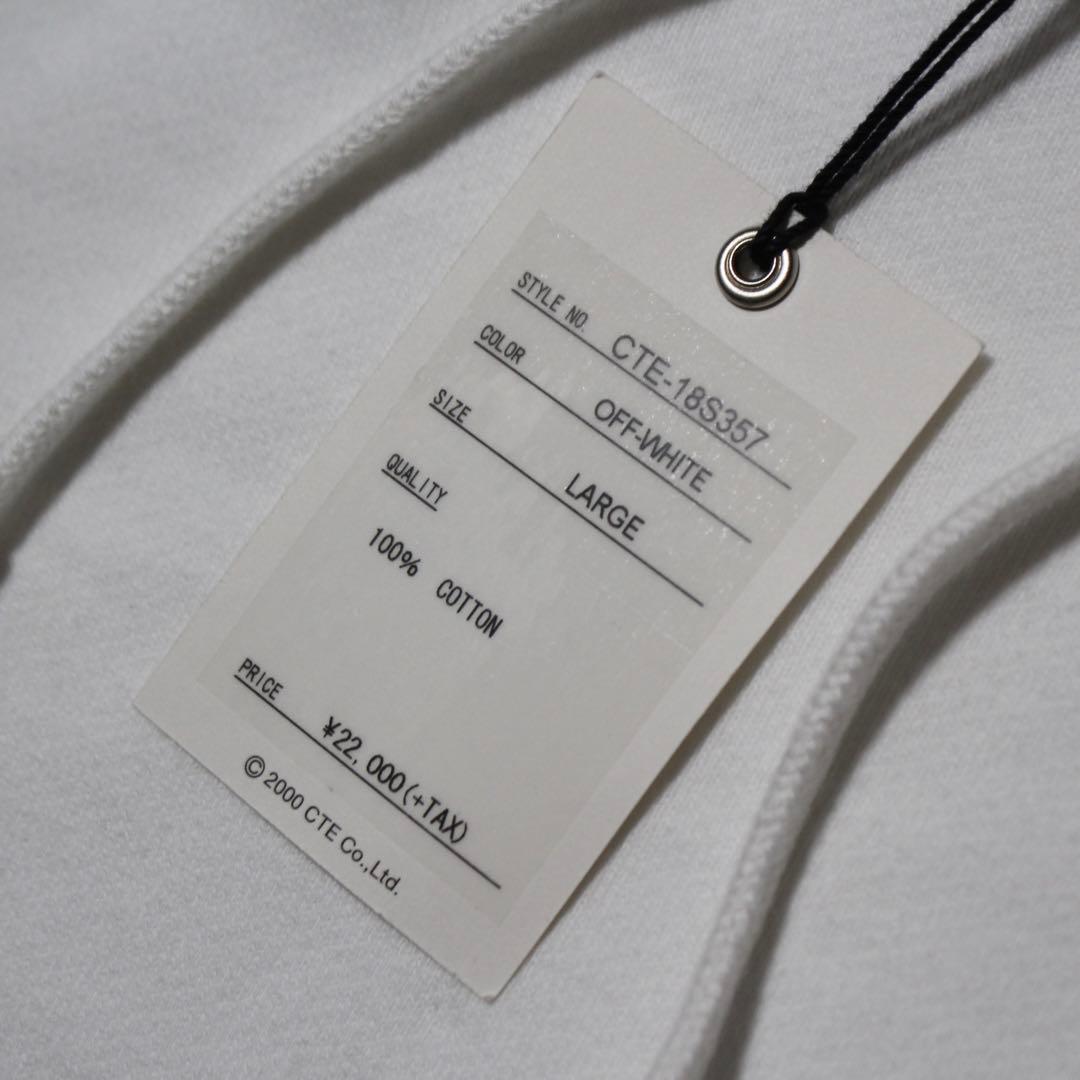 STYLE NO. CTE-18S357
COLOR OFF-WHITE
SIZE LARGE
QUALITY
100% COTTON
PRICE ¥22,000(+TAX)
© 2000 CTE Co.,Ltd.